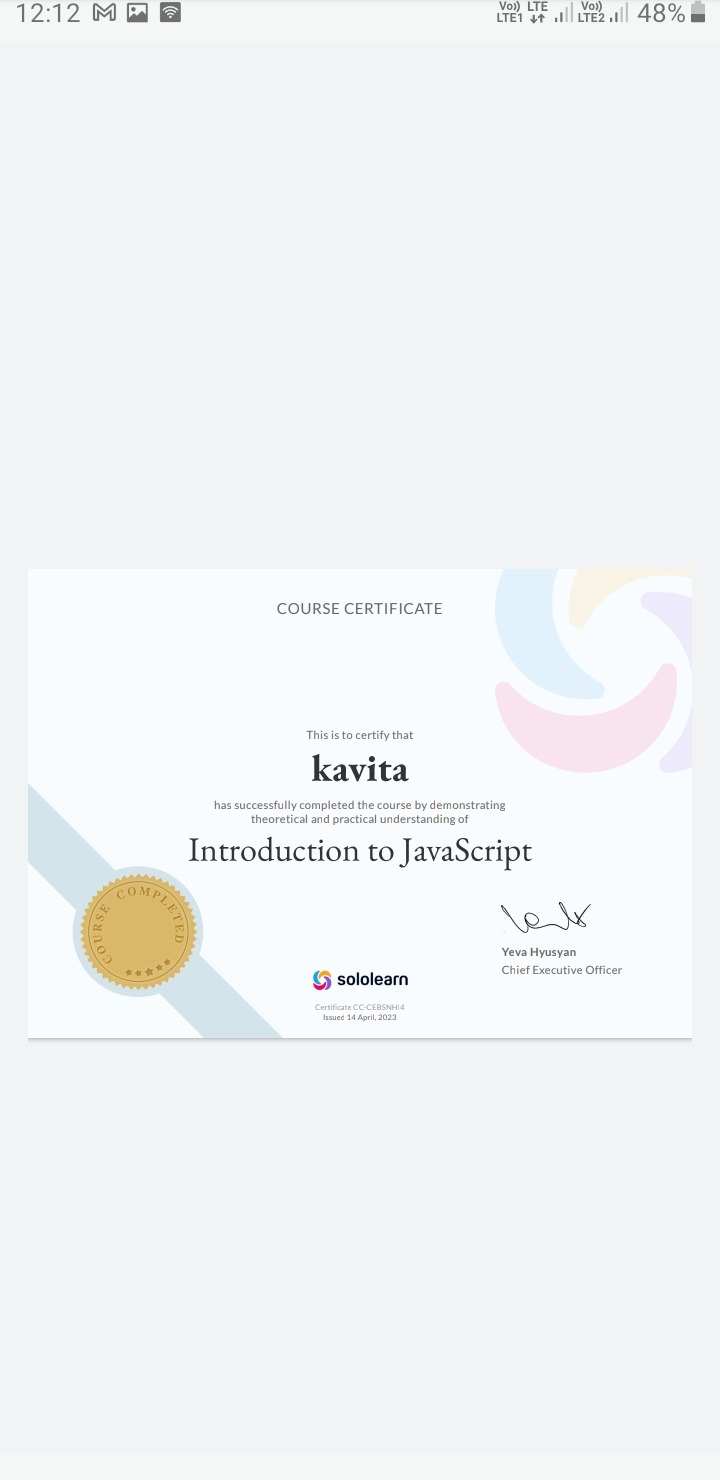 12:12
Vo)) LTE Vo))
LTE1 LTE2 48%
COURSE CERTIFICATE
This is to certify that
kavita
has successfully completed the course by demonstrating
theoretical and practical understanding of
Introduction to JavaScript
COURSE COMPLETED
Yeva Hyusyan
Chief Executive Officer
sololearn
Certificate
Issued 14 April, 2023